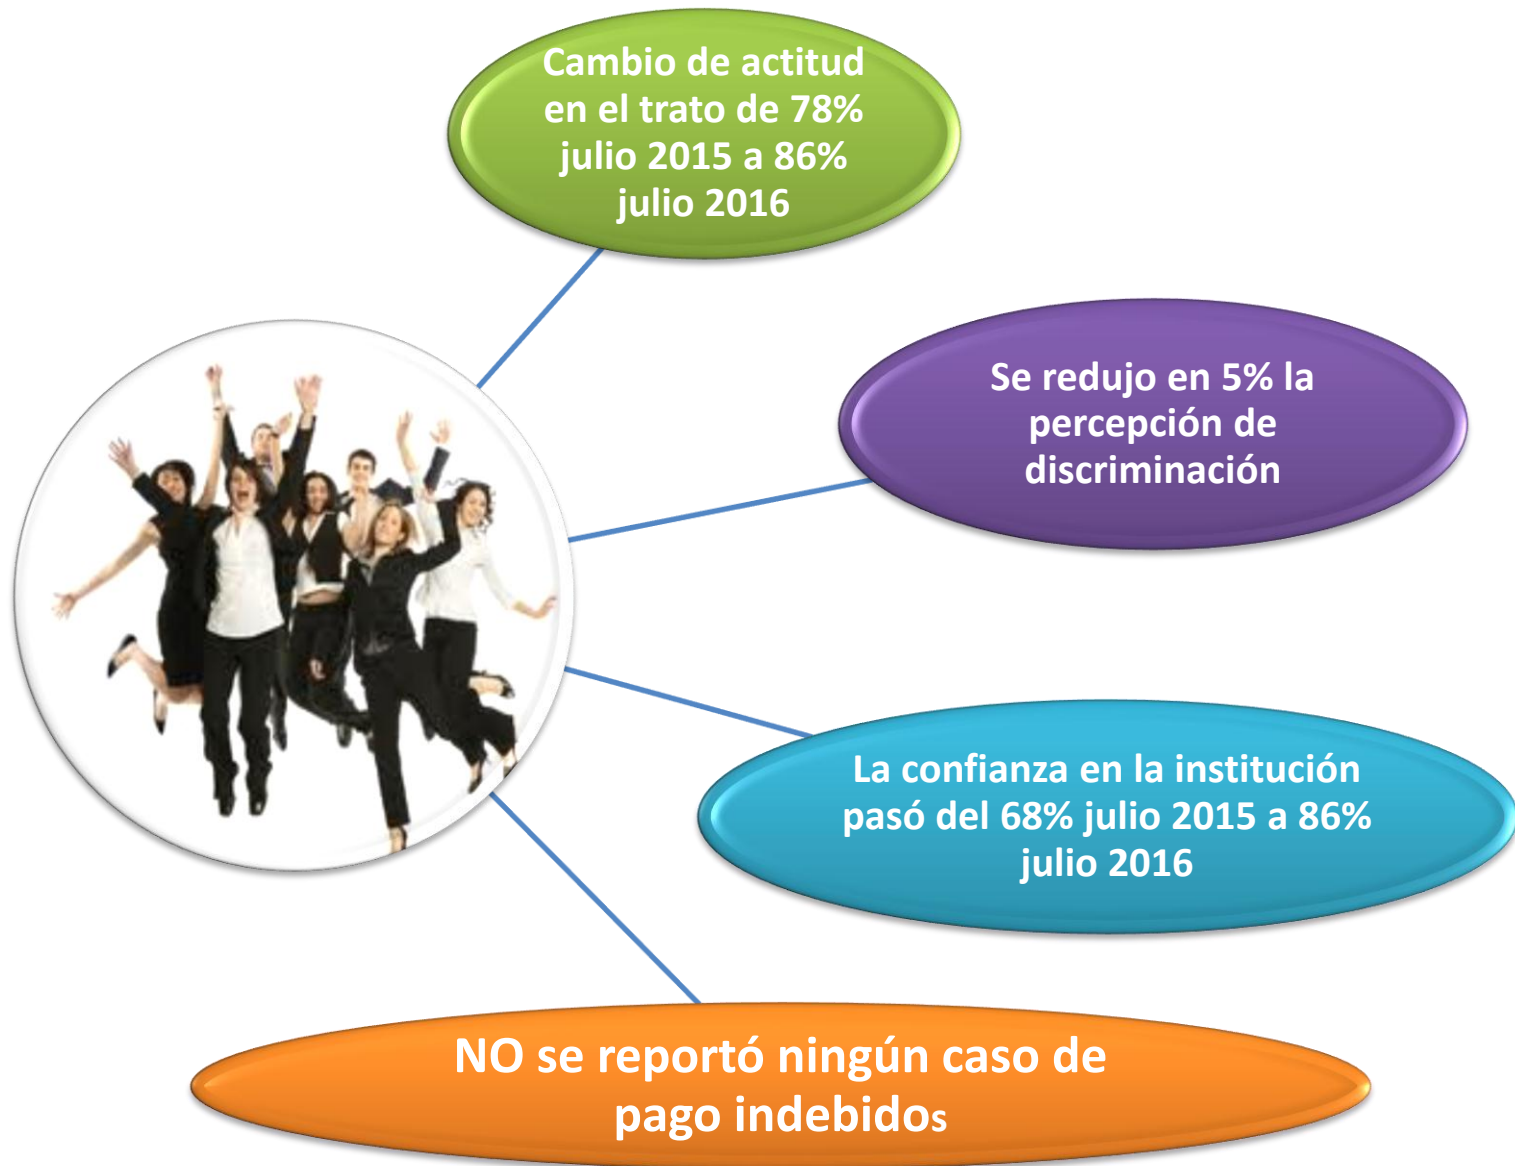 Cambio de actitud
en el trato de 78%
julio 2015 a 86%
julio 2016
Se redujo en 5% la
percepción de
discriminación
La confianza en la institución
pasó del 68% julio 2015 a 86%
julio 2016
NO se reportó ningún caso de
pago indebidos